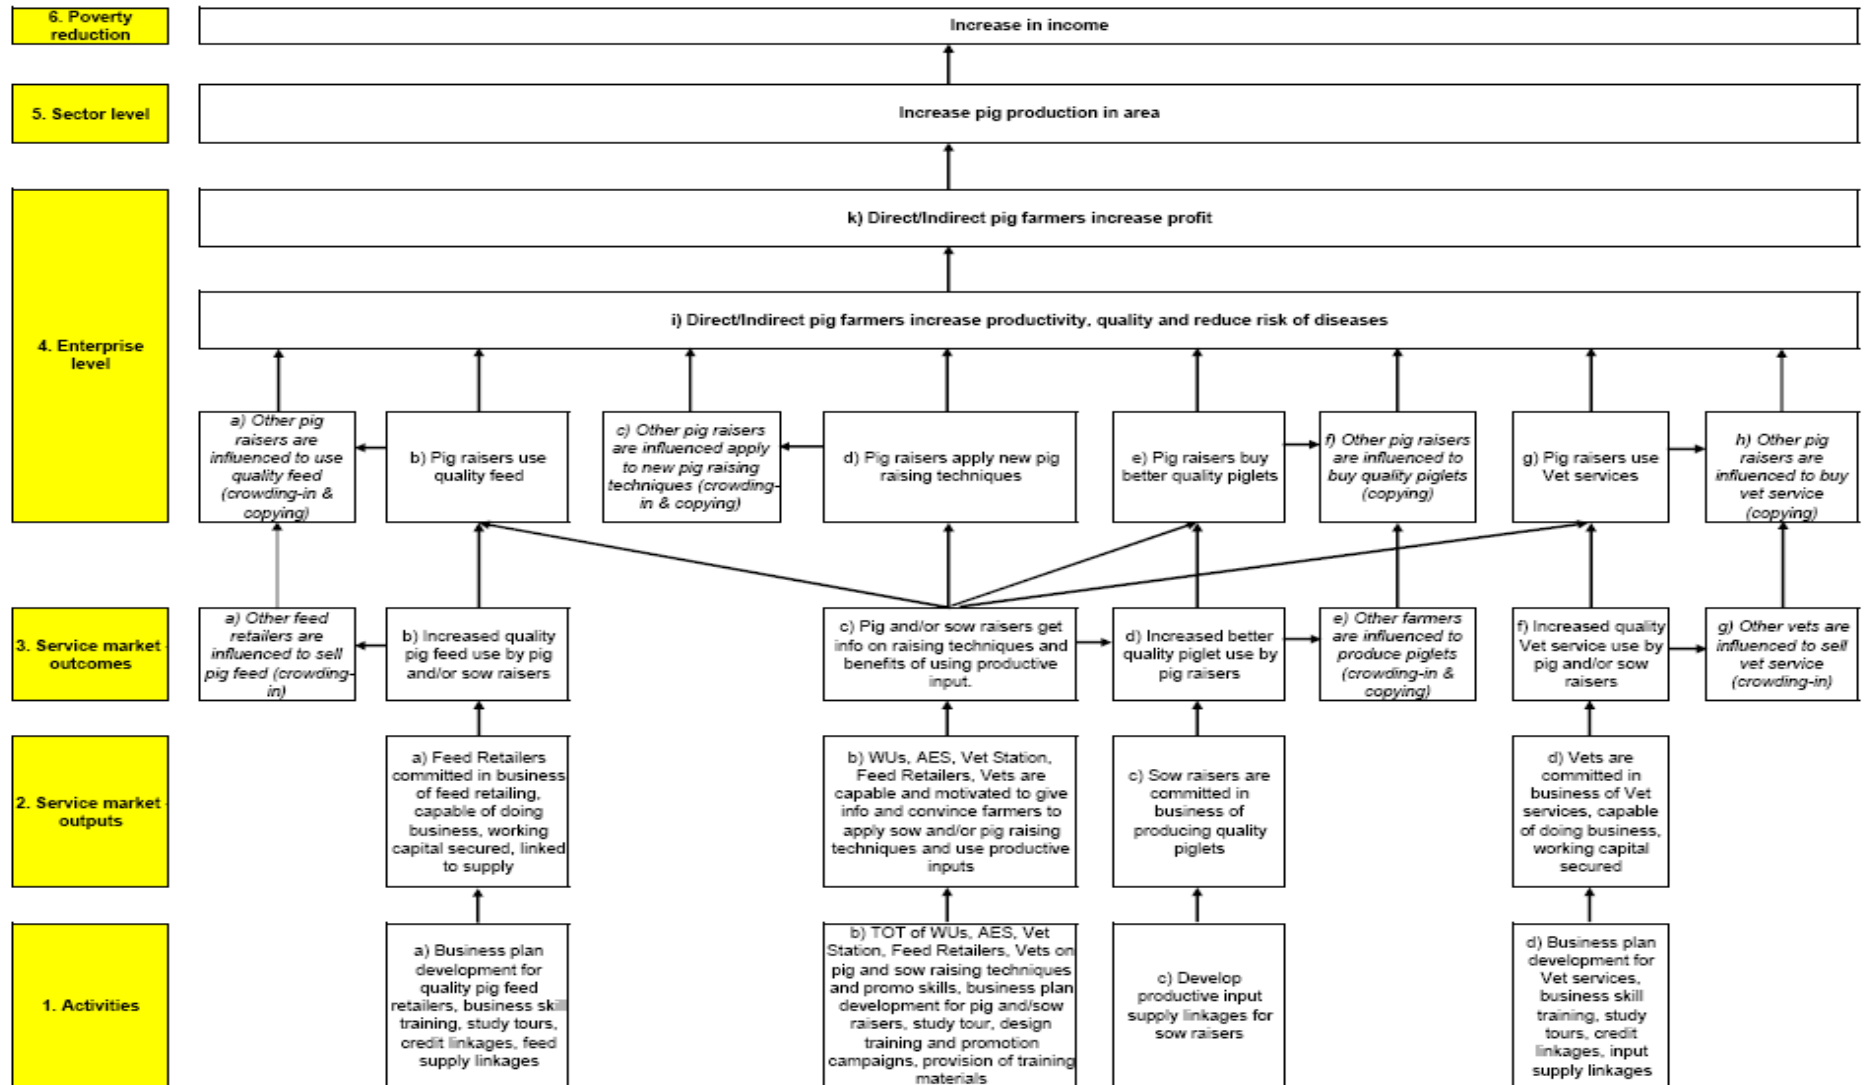 6. Poverty
reduction
Increase in income
5. Sector level
Increase pig production in area
4. Enterprise
level
k) Direct/Indirect pig farmers increase profit
i) Direct/Indirect pig farmers increase productivity, quality and reduce risk of diseases
a) Other pig
raisers are
influenced to use
quality feed
(crowding-in &
copying)
b) Pig raisers use
quality feed
c) Other pig raisers
are influenced apply
to new pig raising
techniques (crowding-
in & copying)
d) Pig raisers apply new pig
raising techniques
e) Pig raisers buy
better quality piglets
f) Other pig raisers
are influenced to
buy quality piglets
(copying)
g) Pig raisers use
Vet services
h) Other pig
raisers are
influenced to buy
vet service
(copying)
3. Service market
outcomes
a) Other feed
retailers are
influenced to sell
pig feed (crowding-
in)
b) Increased quality
pig feed use by pig
and/or sow raisers
c) Pig and/or sow raisers get
info on raising techniques and
benefits of using productive
input.
d) Increased better
quality piglet use by
pig raisers
e) Other farmers
are influenced to
produce piglets
(crowding-in &
copying)
f) Increased quality
Vet service use by
pig and/or sow
raisers
g) Other vets are
influenced to sell
vet service
(crowding-in)
2. Service market
outputs
a) Feed Retailers
committed in business
of feed retailing,
capable of doing
business, working
capital secured, linked
to supply
b) WUs, AES, Vet Station,
Feed Retailers, Vets are
capable and motivated to give
info and convince farmers to
apply sow and/or pig raising
techniques and use productive
inputs
c) Sow raisers are
committed in
business of
producing quality
piglets
d) Vets are
committed in
business of Vet
services, capable
of doing business,
working capital
secured
1. Activities
a) Business plan
development for
quality pig feed
retailers, business skill
training, study tours,
credit linkages, feed
supply linkages
b) TOT of WUs, AES, Vet
Station, Feed Retailers, Vets on
pig and sow raising techniques
and promo skills, business plan
development for pig and/sow
raisers, study tour, design
training and promotion
campaigns, provision of training
materials
c) Develop
productive input
supply linkages for
sow raisers
d) Business plan
development for
Vet services,
business skill
training, study
tours, credit
linkages, input
supply linkages